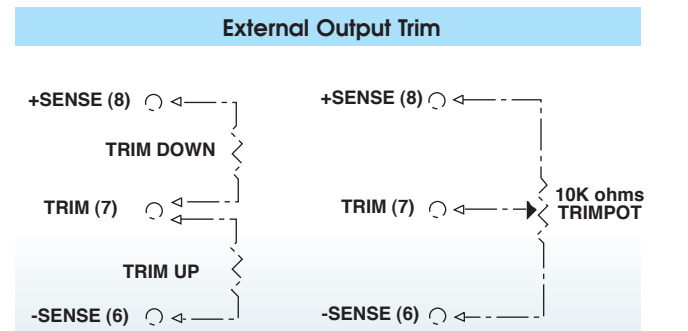 External Output Trim
+SENSE (8)
TRIM DOWN
TRIM (7)
TRIM UP
-SENSE (6)
+SENSE (8)
TRIM (7)
10K ohms
TRIMPOT
-SENSE (6)